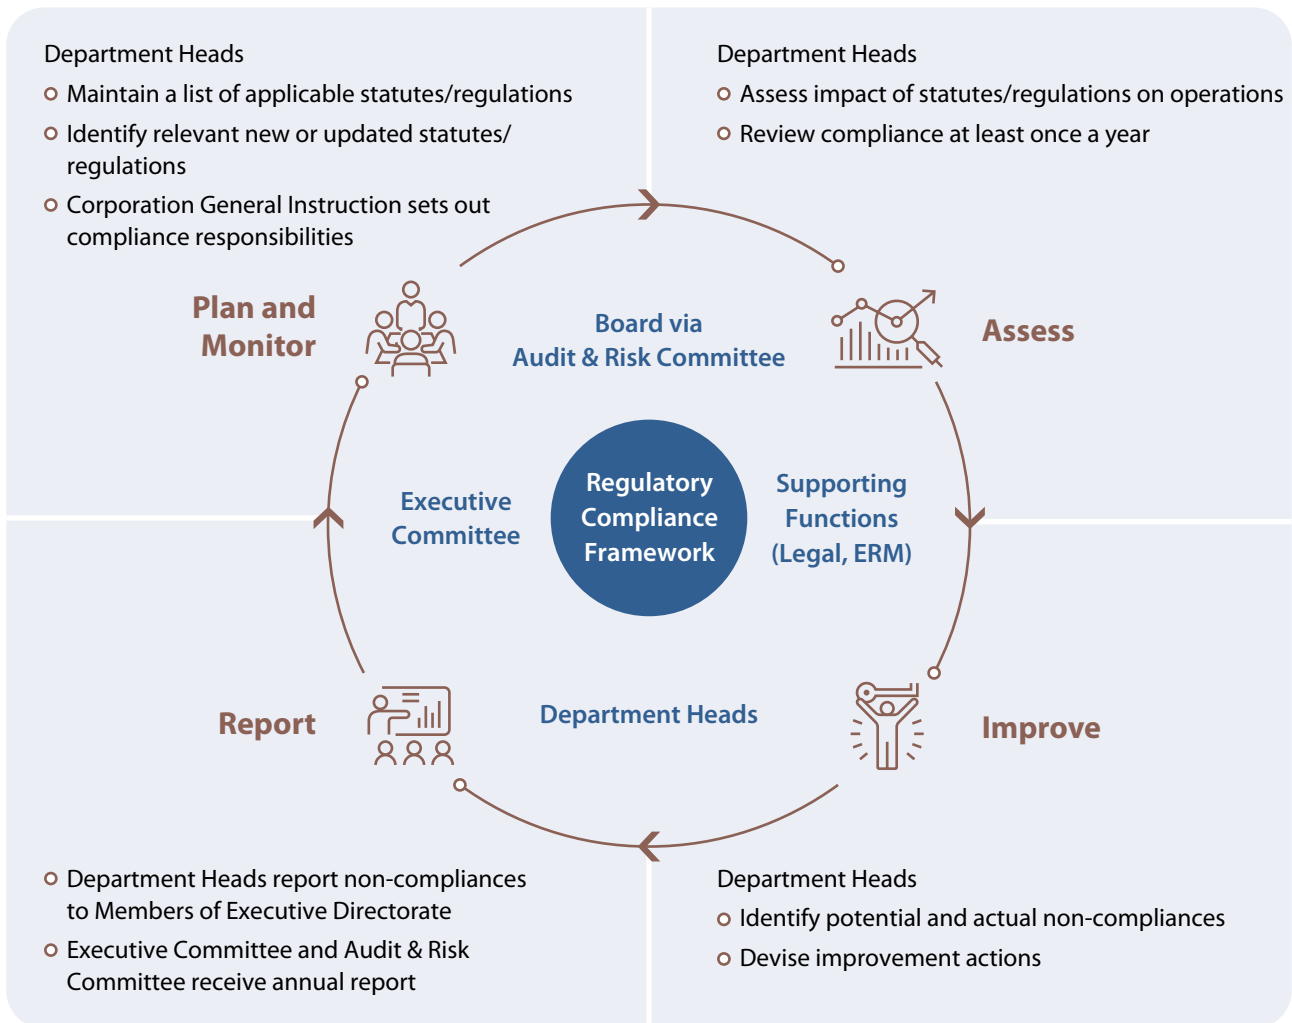 Department Heads
Maintain a list of applicable statutes/regulations
Identify relevant new or updated statutes/
regulations
Corporation General Instruction sets out
compliance responsibilities
Plan and
Monitor
Department Heads
Assess impact of statutes/regulations on operations
Review compliance at least once a year
Assess
Board via
Audit & Risk Committee
Executive
Committee
Regulatory
Compliance
Framework
Supporting
Functions
(Legal, ERM)
Department Heads
Report
Department Heads report non-compliances
to Members of Executive Directorate
Executive Committee and Audit & Risk
Committee receive annual report
Improve
Department Heads
Identify potential and actual non-compliances
Devise improvement actions